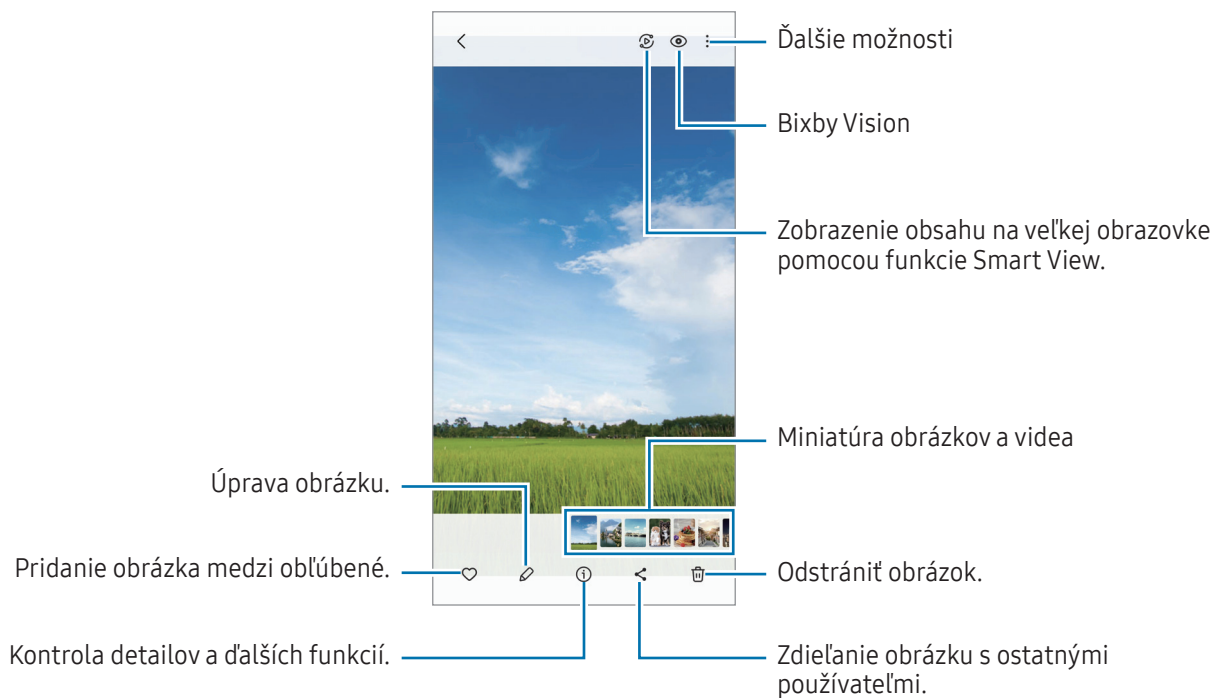 Ďalšie možnosti
Bixby Vision
Zobrazenie obsahu na veľkej obrazovke
pomocou funkcie Smart View.
Miniatúra obrázkov a videa
Úprava obrázku.
Pridanie obrázka medzi obľúbené.
Odstrániť obrázok.
Kontrola detailov a ďalších funkcií.
Zdieľanie obrázku s ostatnými
používateľmi.